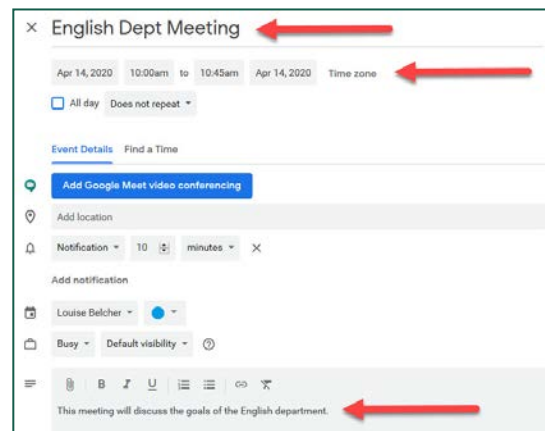 × English Dept Meeting
Apr 14, 2020 10:00am to 10:45am Apr 14, 2020 Time zone
All day Does not repeat
Event Details Find a Time
Add Google Meet video conferencing
Add location
Notification 10 minutes ×
Add notification
Louise Belcher
Busy Default visibility ?
B I U
This meeting will discuss the goals of the English department.